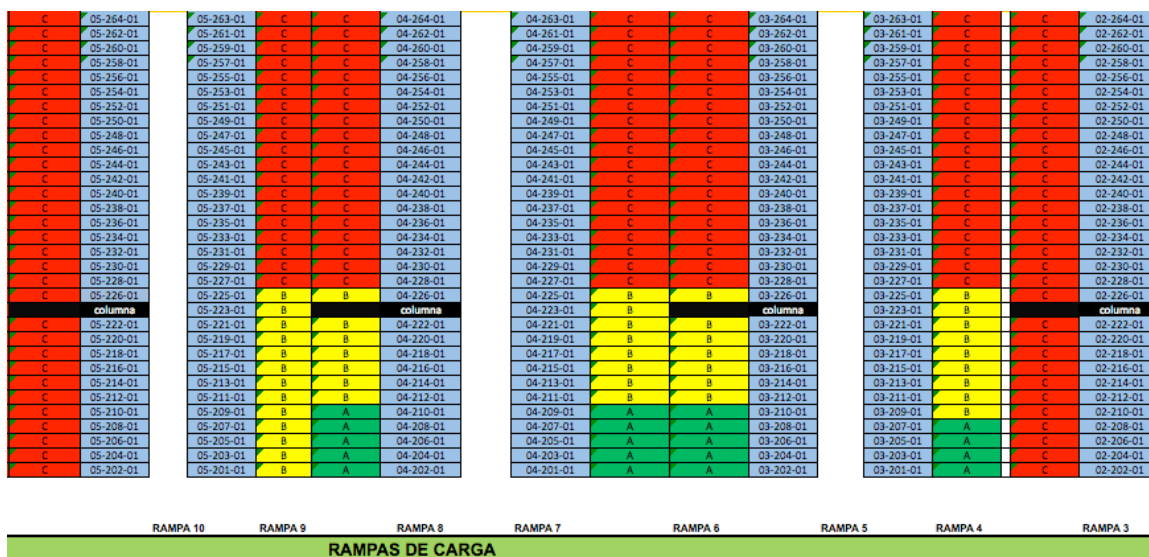 C 05-264-01 05-263-01 C C 04-264-01 04-263-01 C C 03-264-01 03-263-01 C C 02-264-01
C 05-262-01 05-261-01 C C 04-262-01 04-261-01 C C 03-262-01 03-261-01 C C 02-262-01
C 05-260-01 05-259-01 C C 04-260-01 04-259-01 C C 03-260-01 03-259-01 C C 02-260-01
C 05-258-01 05-257-01 C C 04-258-01 04-257-01 C C 03-258-01 03-257-01 C C 02-258-01
C 05-256-01 05-255-01 C C 04-256-01 04-255-01 C C 03-256-01 03-255-01 C C 02-256-01
C 05-254-01 05-253-01 C C 04-254-01 04-253-01 C C 03-254-01 03-253-01 C C 02-254-01
C 05-252-01 05-251-01 C C 04-252-01 04-251-01 C C 03-252-01 03-251-01 C C 02-252-01
C 05-250-01 05-249-01 C C 04-250-01 04-249-01 C C 03-250-01 03-249-01 C C 02-250-01
C 05-248-01 05-247-01 C C 04-248-01 04-247-01 C C 03-248-01 03-247-01 C C 02-248-01
C 05-246-01 05-245-01 C C 04-246-01 04-245-01 C C 03-246-01 03-245-01 C C 02-246-01
C 05-244-01 05-243-01 C C 04-244-01 04-243-01 C C 03-244-01 03-243-01 C C 02-244-01
C 05-242-01 05-241-01 C C 04-242-01 04-241-01 C C 03-242-01 03-241-01 C C 02-242-01
C 05-240-01 05-239-01 C C 04-240-01 04-239-01 C C 03-240-01 03-239-01 C C 02-240-01
C 05-238-01 05-237-01 C C 04-238-01 04-237-01 C C 03-238-01 03-237-01 C C 02-238-01
C 05-236-01 05-235-01 C C 04-236-01 04-235-01 C C 03-236-01 03-235-01 C C 02-236-01
C 05-234-01 05-233-01 C C 04-234-01 04-233-01 C C 03-234-01 03-233-01 C C 02-234-01
C 05-232-01 05-231-01 C C 04-232-01 04-231-01 C C 03-232-01 03-231-01 C C 02-232-01
C 05-230-01 05-229-01 C C 04-230-01 04-229-01 C C 03-230-01 03-229-01 C C 02-230-01
C 05-228-01 05-227-01 C C 04-228-01 04-227-01 C C 03-228-01 03-227-01 C C 02-228-01
C 05-226-01 05-225-01 B B 04-226-01 04-225-01 B B 03-226-01 03-225-01 B C 02-226-01
columna 05-223-01 B columna 04-223-01 B columna 03-223-01 B columna
C 05-222-01 05-221-01 B B 04-222-01 04-221-01 B B 03-222-01 03-221-01 B C 02-222-01
C 05-220-01 05-219-01 B B 04-220-01 04-219-01 B B 03-220-01 03-219-01 B C 02-220-01
C 05-218-01 05-217-01 B B 04-218-01 04-217-01 B B 03-218-01 03-217-01 B C 02-218-01
C 05-216-01 05-215-01 B B 04-216-01 04-215-01 B B 03-216-01 03-215-01 B C 02-216-01
C 05-214-01 05-213-01 B B 04-214-01 04-213-01 B B 03-214-01 03-213-01 B C 02-214-01
C 05-212-01 05-211-01 B B 04-212-01 04-211-01 B B 03-212-01 03-211-01 B C 02-212-01
C 05-210-01 05-209-01 B A 04-210-01 04-209-01 A A 03-210-01 03-209-01 B C 02-210-01
C 05-208-01 05-207-01 B A 04-208-01 04-207-01 A A 03-208-01 03-207-01 A C 02-208-01
C 05-206-01 05-205-01 B A 04-206-01 04-205-01 A A 03-206-01 03-205-01 A C 02-206-01
C 05-204-01 05-203-01 B A 04-204-01 04-203-01 A A 03-204-01 03-203-01 A C 02-204-01
C 05-202-01 05-201-01 B A 04-202-01 04-201-01 A A 03-202-01 03-201-01 A C 02-202-01
RAMPA 10 RAMPA 9 RAMPA 8 RAMPA 7 RAMPA 6 RAMPA 5 RAMPA 4 RAMPA 3
RAMPAS DE CARGA